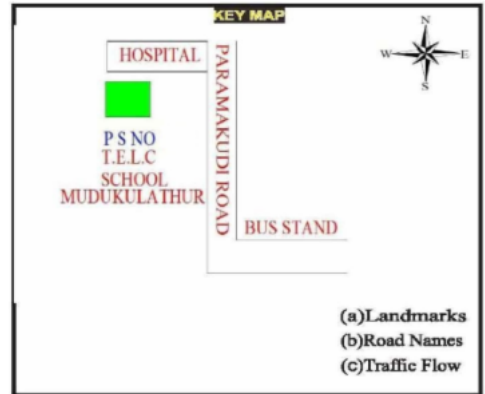 KEY MAP
N
W E
S
HOSPITAL
PARAMAKUDI ROAD
P S NO
T.E.L.C
SCHOOL
MUDUKULATHUR
BUS STAND
(a)Landmarks
(b)Road Names
(c)Traffic Flow